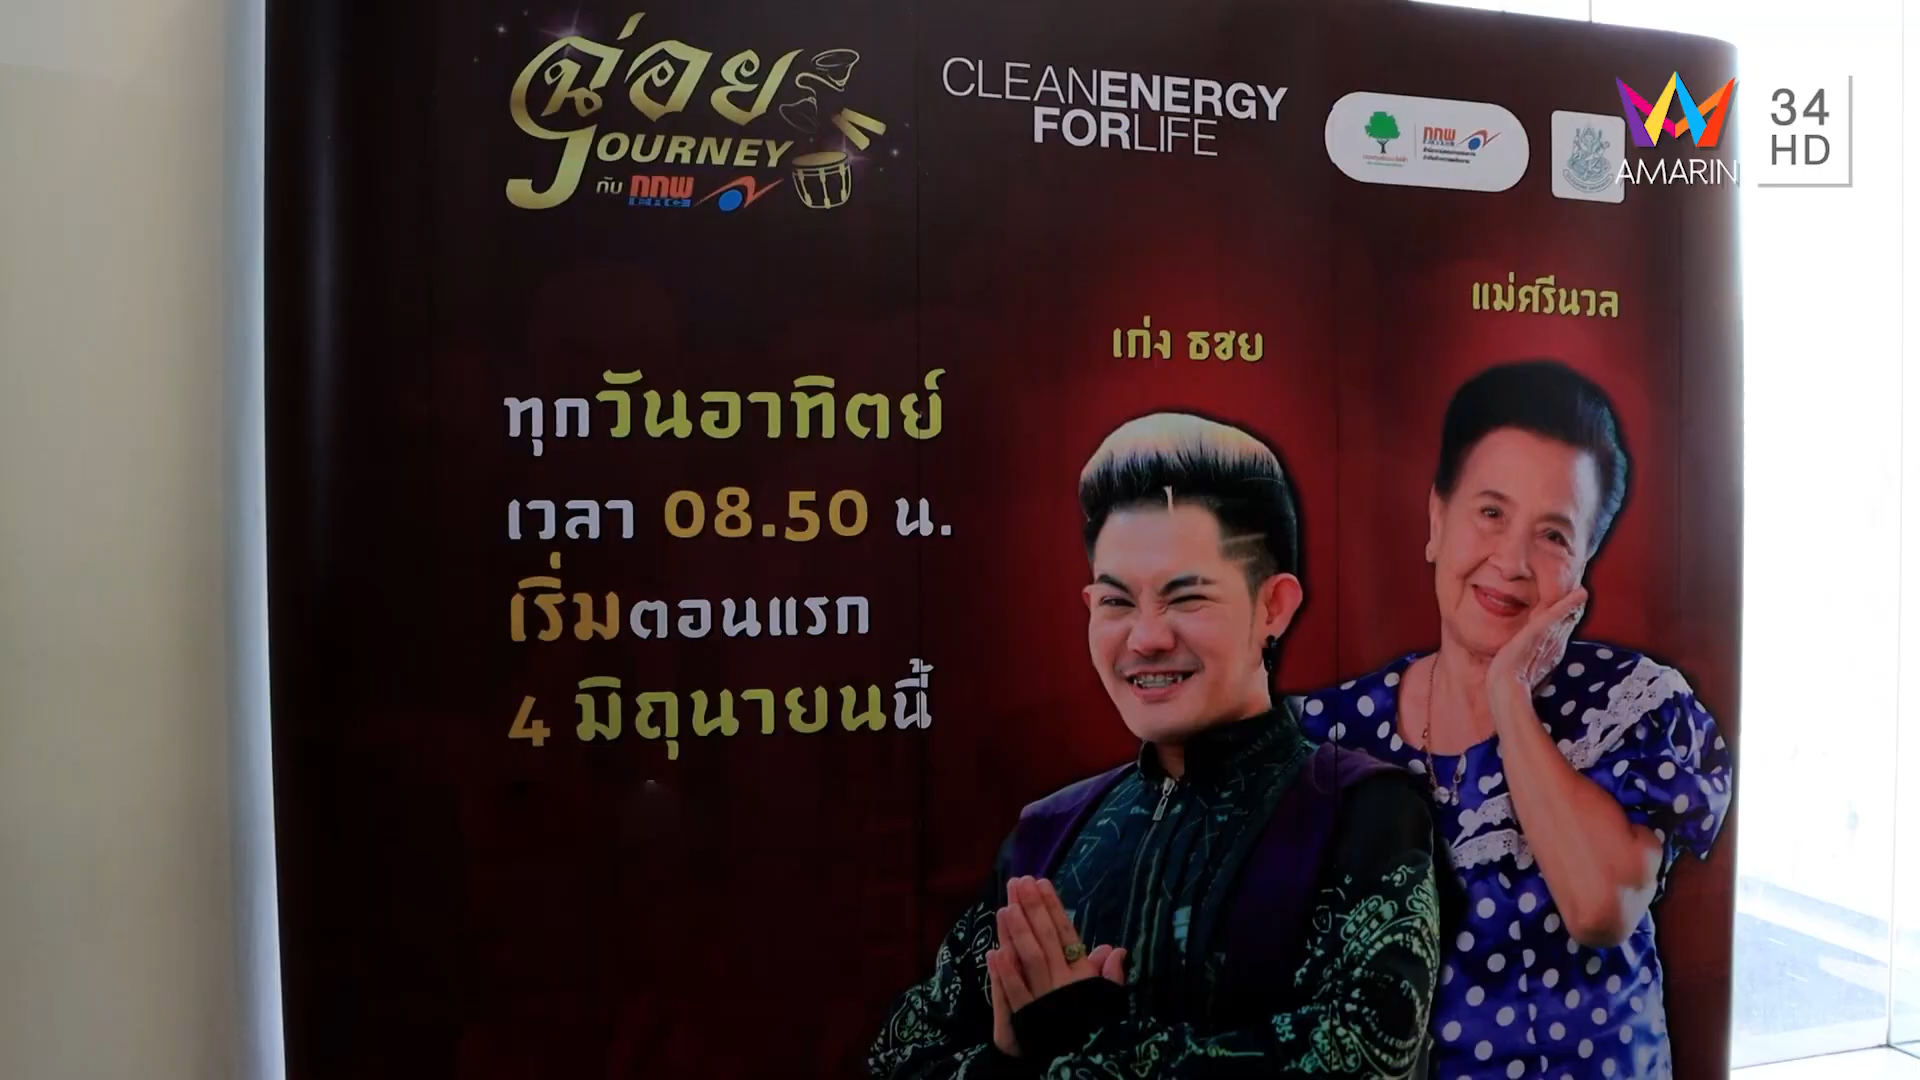 ฉ่อย
JOURNEY
กับ กกพ
CLEANENERGY
FORLIFE
กกพ
AMARIN
34
HD
แม่ศรีนวล
เก่ง ธชย
ทุกวันอาทิตย์
เวลา 08.50 น.
เริ่มตอนแรก
4 มิถุนายนนี้